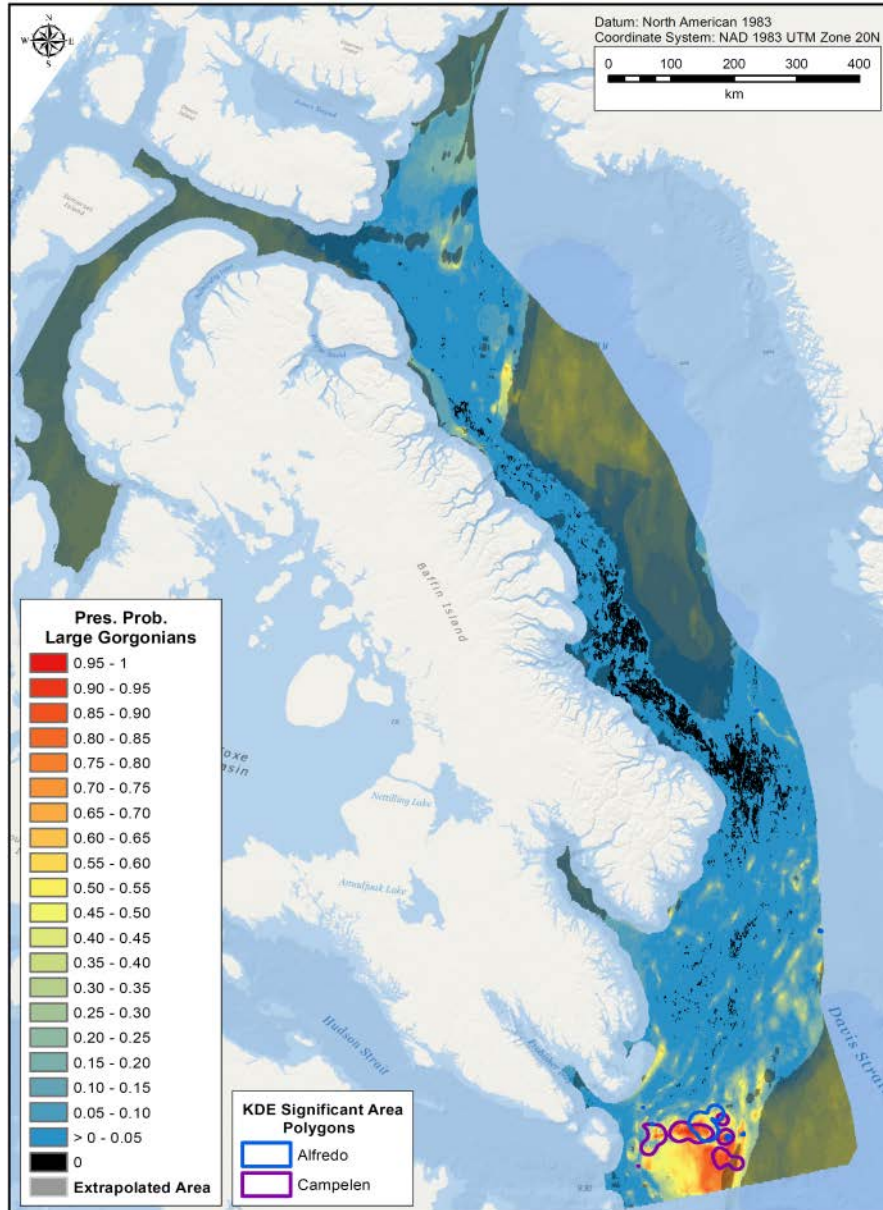 N
W E
S
Datum: North American 1983
Coordinate System: NAD 1983 UTM Zone 20N
0 100 200 300 400
km
Somerset
Island
Baffin Island
Nettilling Lake
Amadjuak Lake
Hudson Strait
Davis Strait
Pres. Prob.
Large Gorgonians
0.95 - 1
0.90 - 0.95
0.85 - 0.90
0.80 - 0.85
0.75 - 0.80
0.70 - 0.75
0.65 - 0.70
0.60 - 0.65
0.55 - 0.60
0.50 - 0.55
0.45 - 0.50
0.40 - 0.45
0.35 - 0.40
0.30 - 0.35
0.25 - 0.30
0.20 - 0.25
0.15 - 0.20
0.10 - 0.15
0.05 - 0.10
> 0 - 0.05
0
Extrapolated Area
KDE Significant Area
Polygons
Alfredo
Campelen